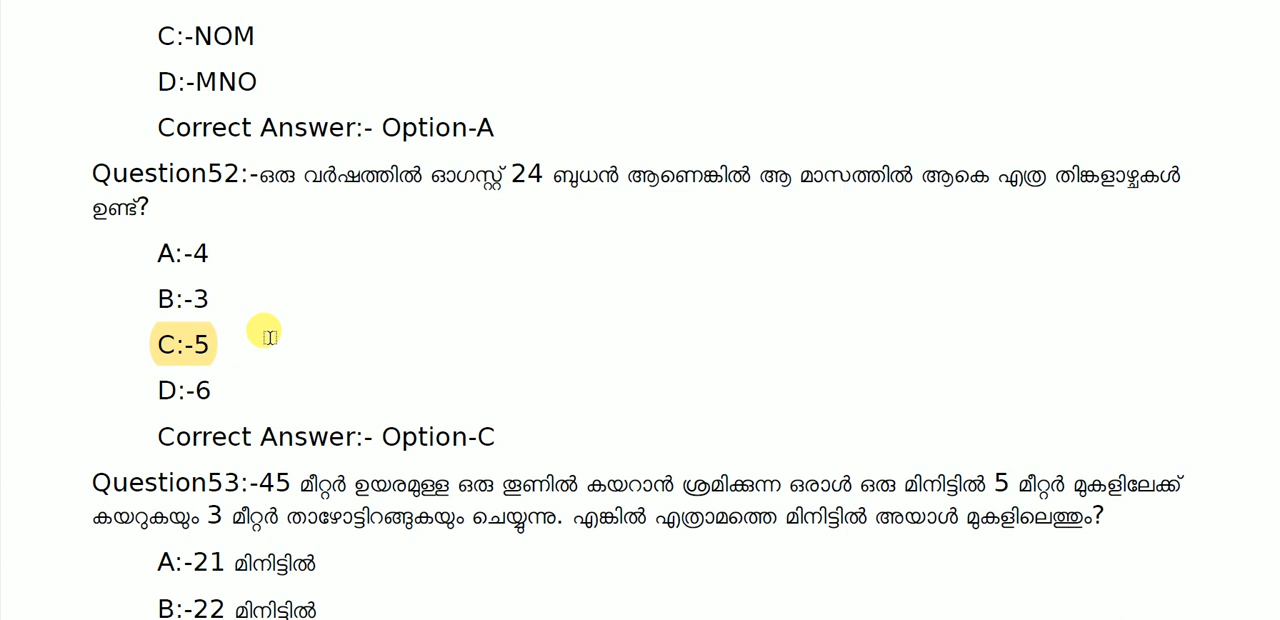 C:-NOM
D:-MNO
Correct Answer:- Option-A
Question52:-ഒരു വർഷത്തിൽ ഓഗസ്റ്റ് 24 ബുധൻ ആണെങ്കിൽ ആ മാസത്തിൽ ആകെ എത്ര തിങ്കളാഴ്ചകൾ
ഉണ്ട്?
A:-4
B:-3
C:-5
D:-6
Correct Answer:- Option-C
Question53:-45 മീറ്റർ ഉയരമുള്ള ഒരു തൂണിൽ കയറാൻ ശ്രമിക്കുന്ന ഒരാൾ ഒരു മിനിട്ടിൽ 5 മീറ്റർ മുകളിലേക്ക്
കയറുകയും 3 മീറ്റർ താഴോട്ടിറങ്ങുകയും ചെയ്യുന്നു. എങ്കിൽ എത്രാമത്തെ മിനിട്ടിൽ അയാൾ മുകളിലെത്തും?
A:-21 മിനിട്ടിൽ
B:-22 മിനിട്ടിൽ